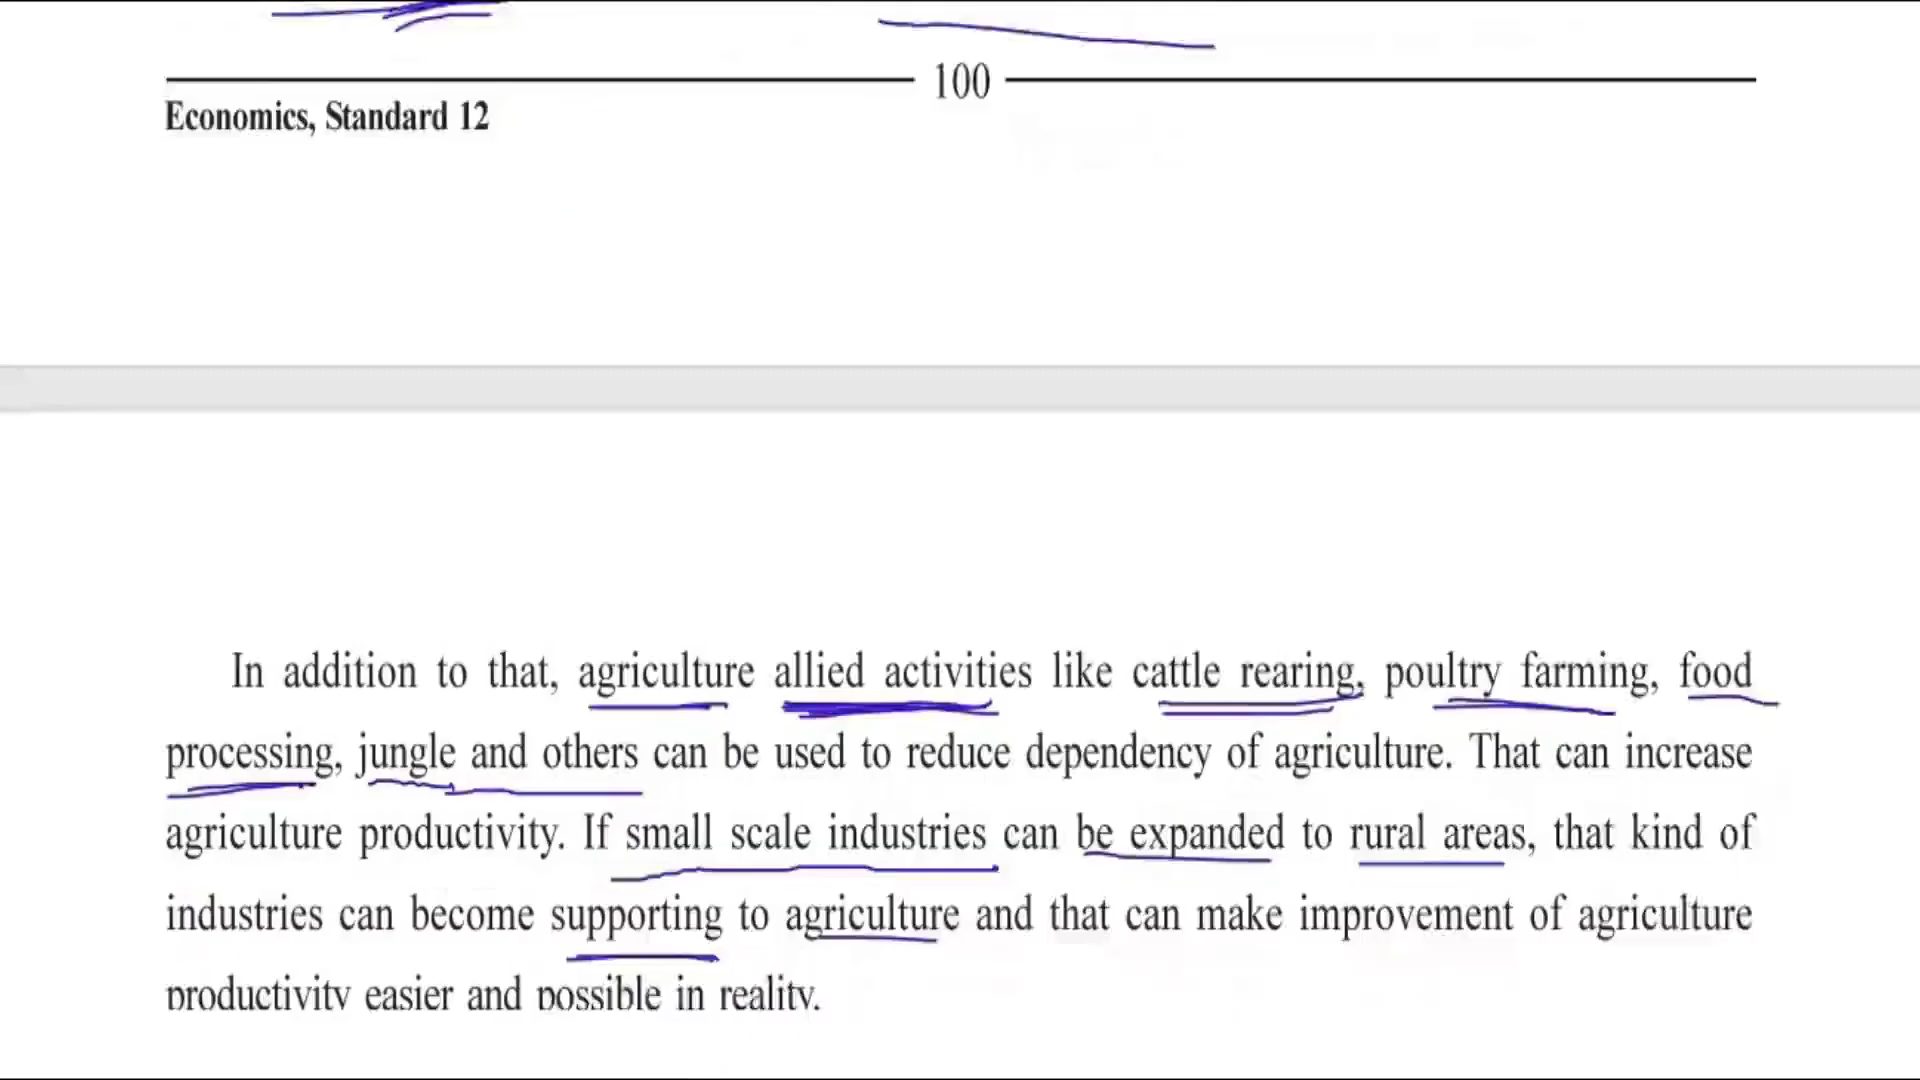 100
Economics, Standard 12
In addition to that, agriculture allied activities like cattle rearing, poultry farming, food
processing, jungle and others can be used to reduce dependency of agriculture. That can increase
agriculture productivity. If small scale industries can be expanded to rural areas, that kind of
industries can become supporting to agriculture and that can make improvement of agriculture
productivity easier and possible in reality.